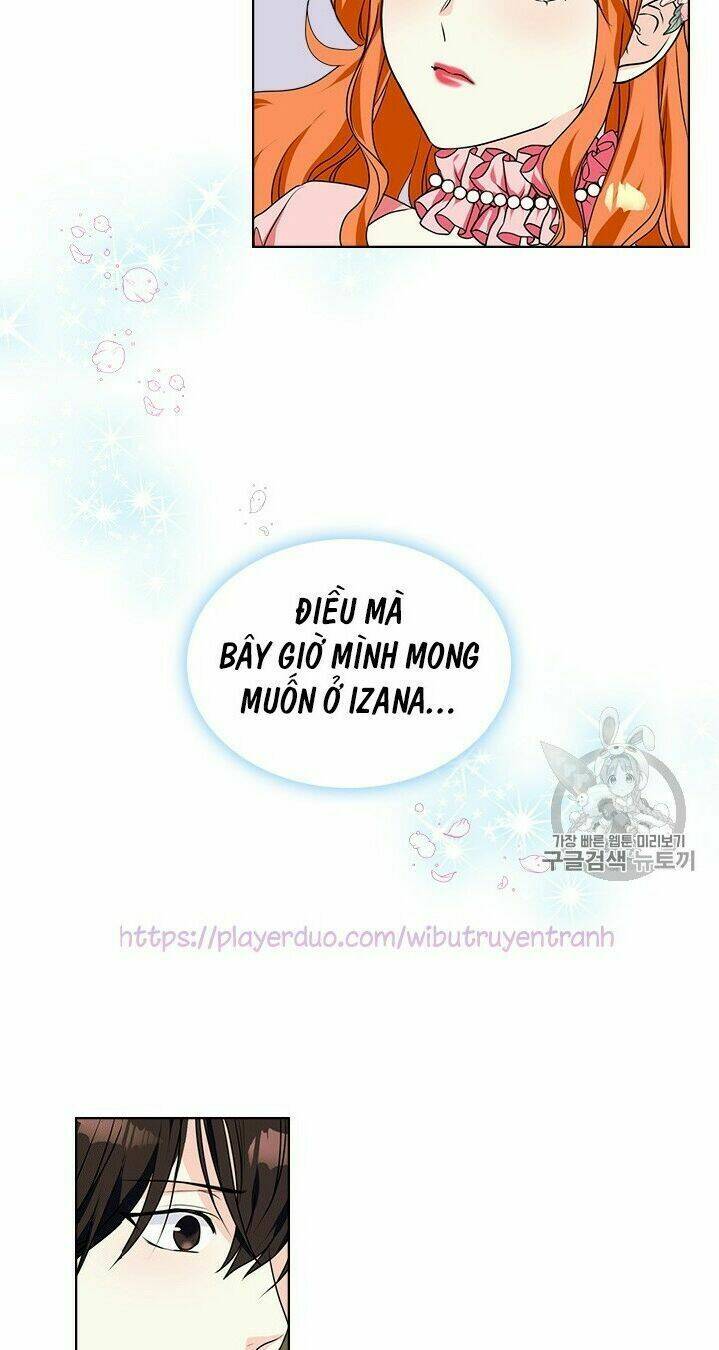 ĐIỀU MÀ
BÂY GIỜ MÌNH MONG
MUỐN Ở IZANA...
가장 빠른 웹툰 미리보기
구글검색 뉴토끼
https://playerduo.com/wibutruyentranh